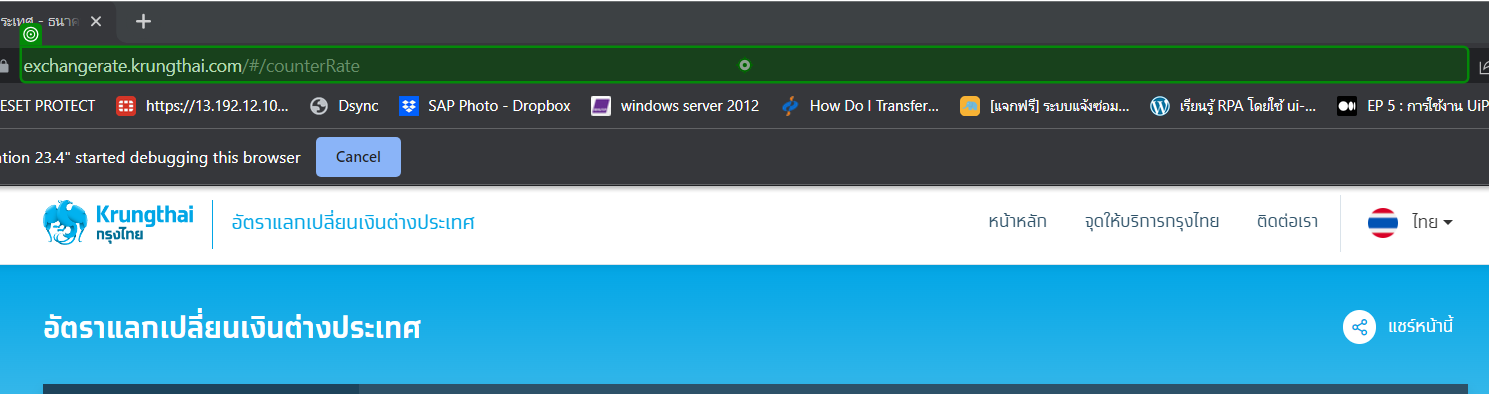 ระเทศ - ธนาค
exchangerate.krungthai.com/#/counterRate
ESET PROTECT https://13.192.12.10... Dsync SAP Photo - Dropbox windows server 2012 How Do I Transfer... [แจกฟรี] ระบบแจ้งซ่อม... เรียนรู้ RPA โดยใช้ ui-... EP 5 : การใช้งาน UiP
ation 23.4" started debugging this browser Cancel
Krungthai
กรุงไทย
อัตราแลกเปลี่ยนเงินต่างประเทศ หน้าหลัก จุดให้บริการกรุงไทย ติดต่อเรา ไทย
อัตราแลกเปลี่ยนเงินต่างประเทศ แชร์หน้านี้